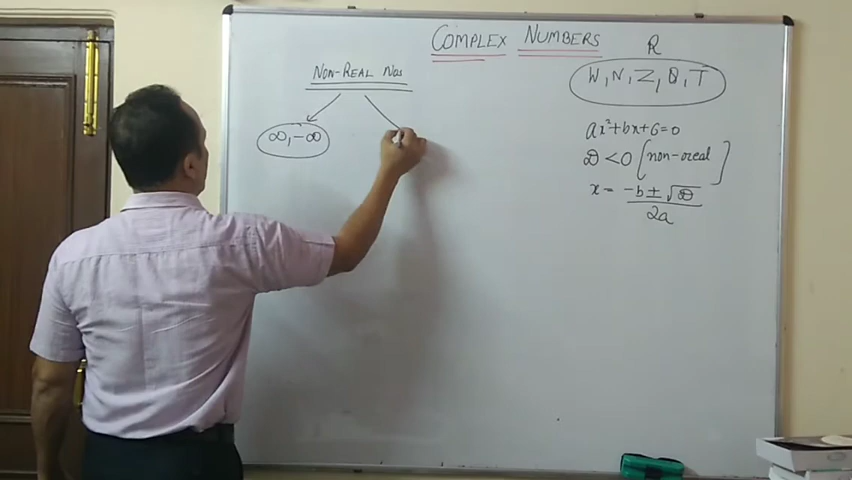 COMPLEX NUMBERS
NON-REAL Nos
∞, -∞
R
W, N, Z, Q, T
ax²+bx+c=0
D<0 (non-real)
x = -b ± √D / 2a